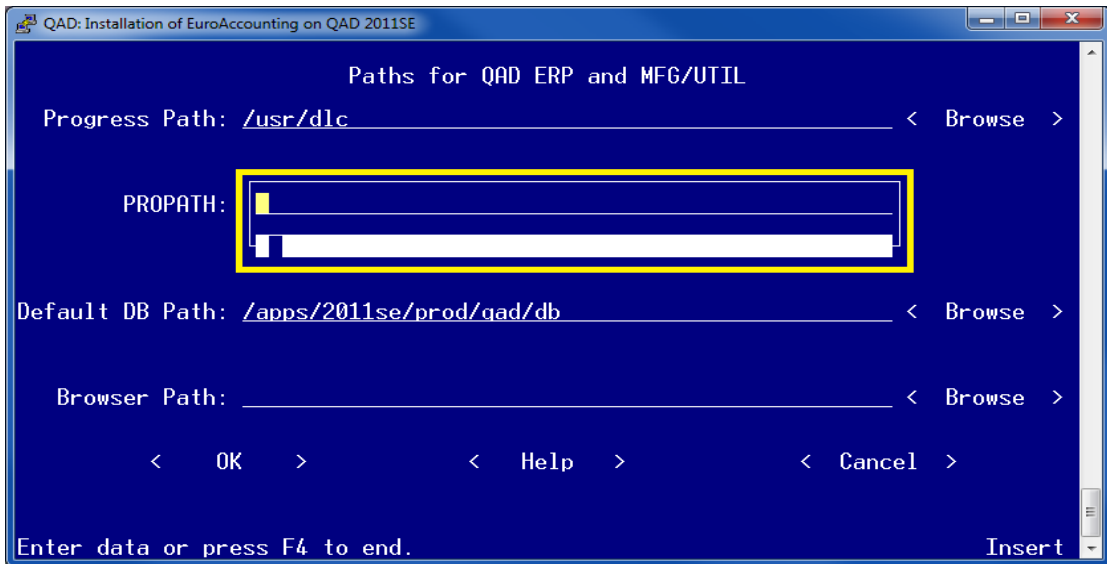 QAD: Installation of EuroAccounting on QAD 2011SE
Paths for QAD ERP and MFG/UTIL
Progress Path: /usr/dlc < Browse >
PROPATH:
Default DB Path: /apps/2011se/prod/qad/db < Browse >
Browser Path: < Browse >
< OK > < Help > < Cancel >
Enter data or press F4 to end. Insert